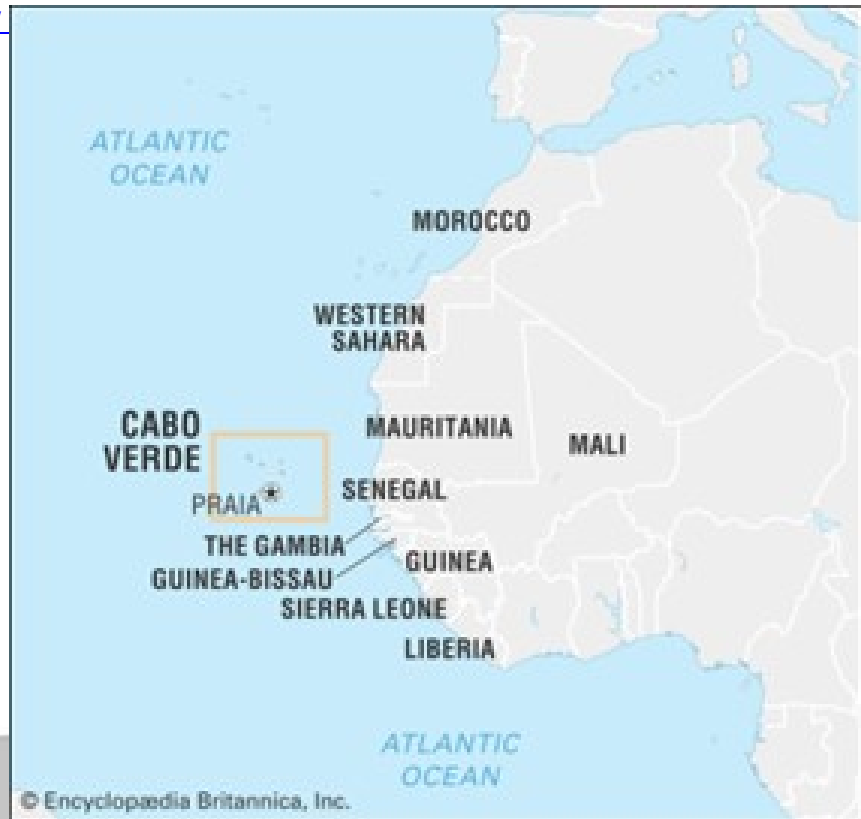 ATLANTIC
OCEAN
MOROCCO
WESTERN
SAHARA
CABO
VERDE
MAURITANIA
MALI
PRAIA
SENEGAL
THE GAMBIA
GUINEA-BISSAU
GUINEA
SIERRA LEONE
LIBERIA
ATLANTIC
OCEAN
© Encyclopædia Britannica, Inc.